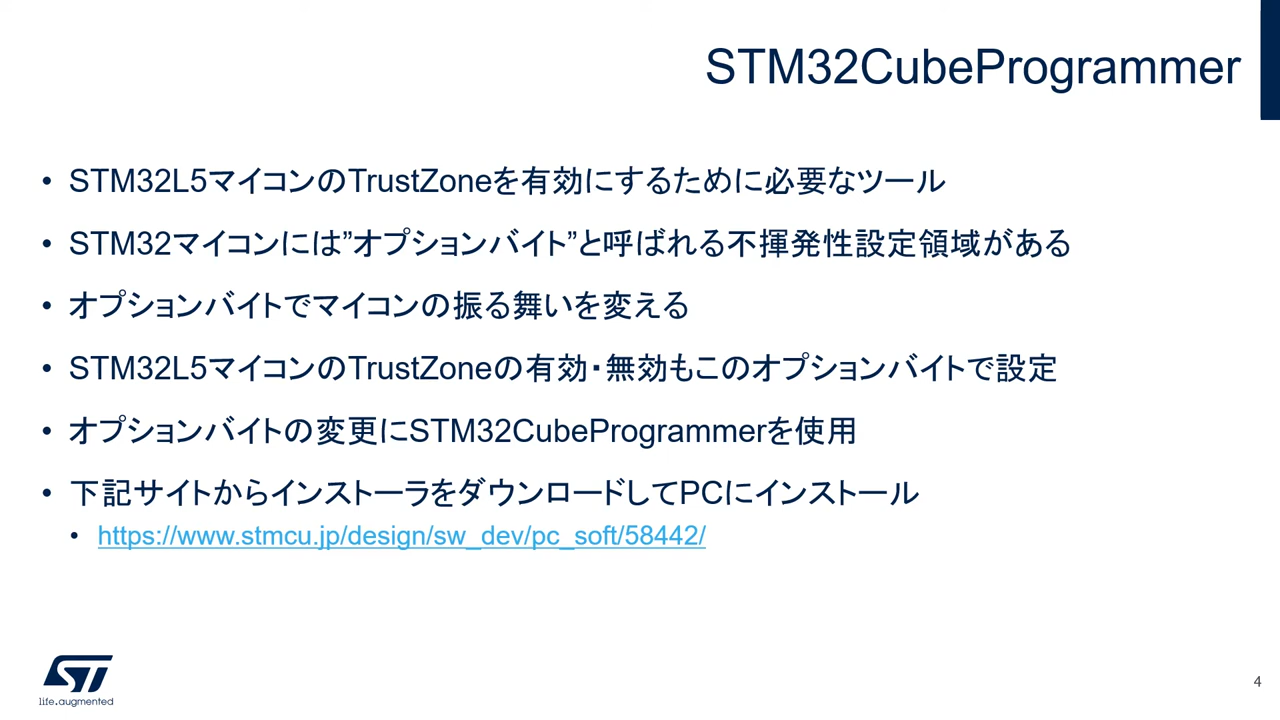 STM32CubeProgrammer
• STM32L5マイコンのTrustZoneを有効にするために必要なツール
• STM32マイコンには”オプションバイト”と呼ばれる不揮発性設定領域がある
• オプションバイトでマイコンの振る舞いを変える
• STM32L5マイコンのTrustZoneの有効・無効もこのオプションバイトで設定
• オプションバイトの変更にSTM32CubeProgrammerを使用
• 下記サイトからインストーラをダウンロードしてPCにインストール
• https://www.stmcu.jp/design/sw_dev/pc_soft/58442/
ST
life.augmented
4